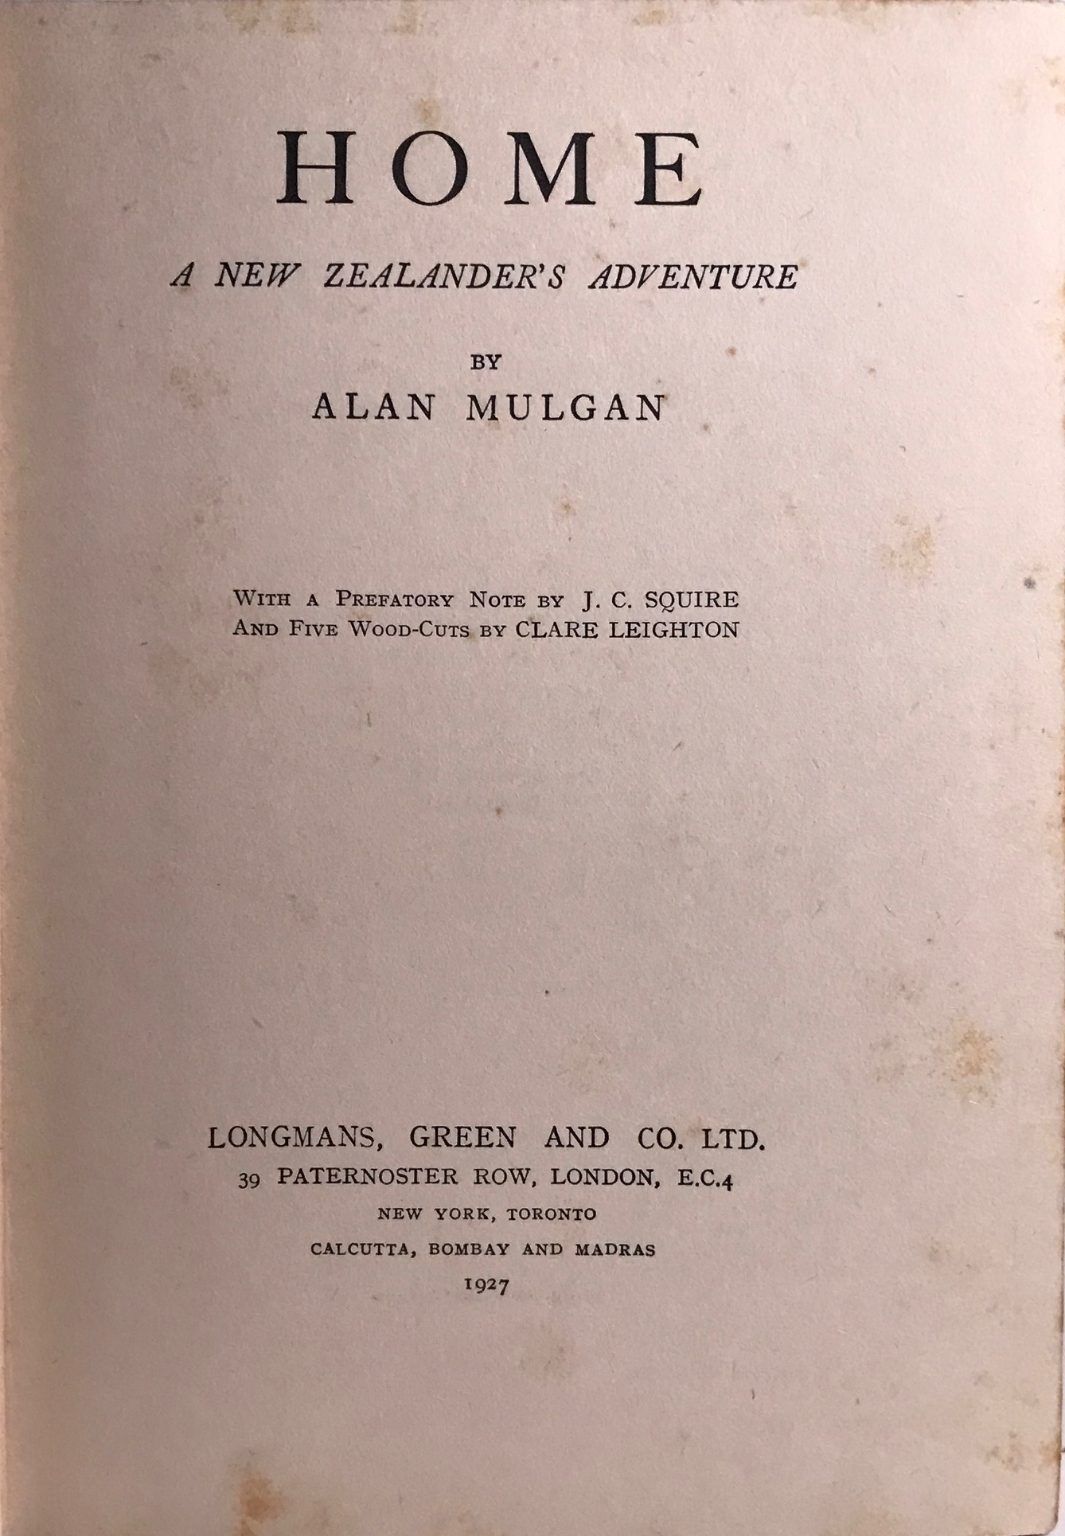 HOME
A NEW ZEALANDER'S ADVENTURE
BY
ALAN MULGAN
With a Prefatory Note by J. C. SQUIRE
And Five Wood-Cuts by CLARE LEIGHTON
LONGMANS, GREEN AND CO. LTD.
39 PATERNOSTER ROW, LONDON, E.C.4
NEW YORK, TORONTO
CALCUTTA, BOMBAY AND MADRAS
1927